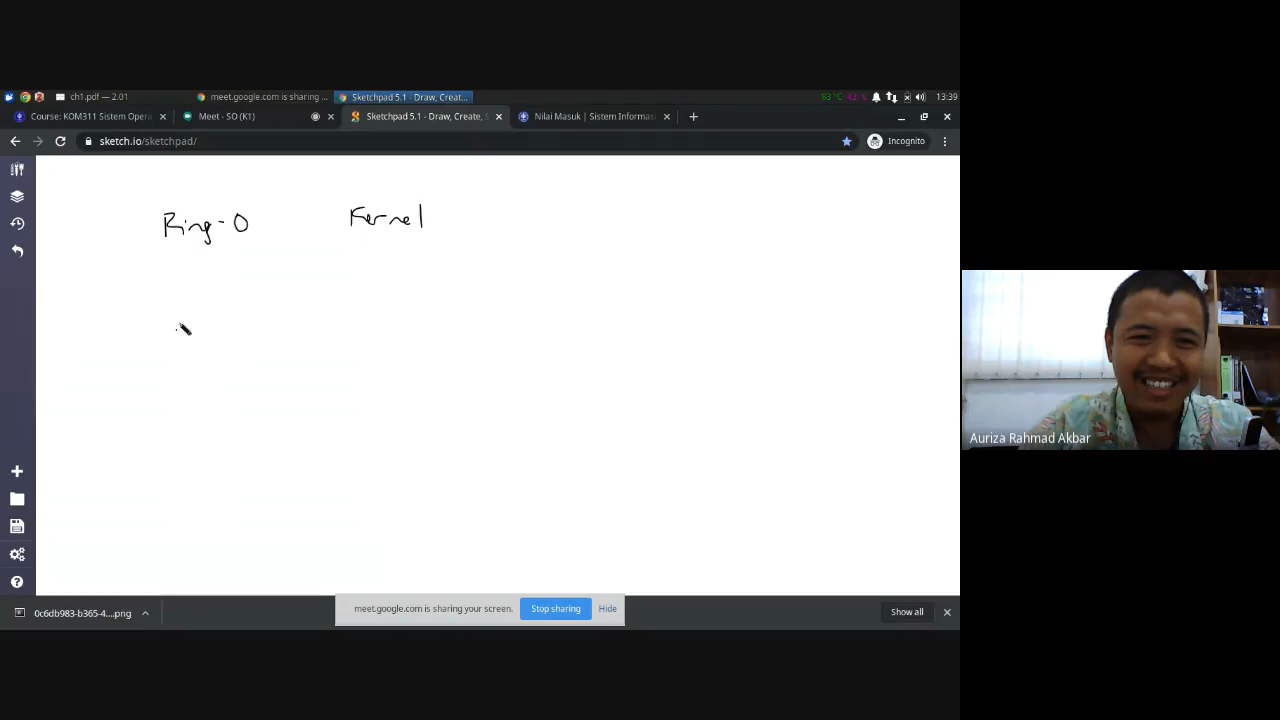 ch1.pdf — 2.01 meet.google.com is sharing ... Sketchpad 5.1 - Draw, Creat... 83 °C 13:39
Course: KOM311 Sistem Opera Meet - SO (K1) Sketchpad 5.1 - Draw, Create, S Nilai Masuk | Sistem Informas
sketch.io/sketchpad/ Incognito
Ring-0 Kernel
Auriza Rahmad Akbar
meet.google.com is sharing your screen. Stop sharing Hide
0c6db983-b365-4....png Show all